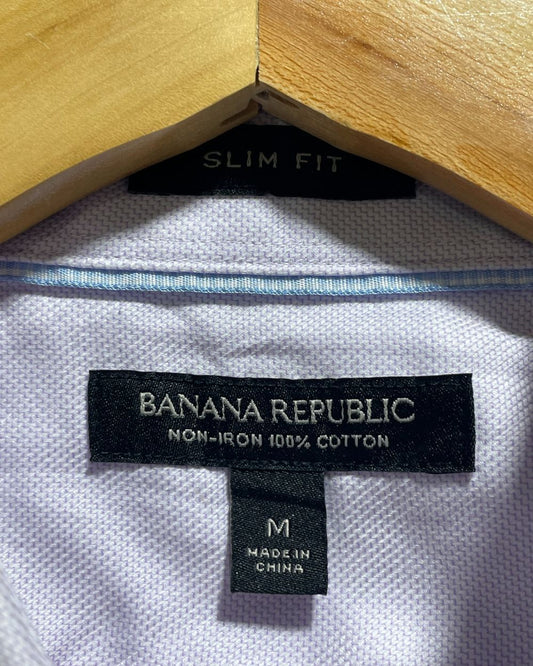 SLIM FIT
BANANA REPUBLIC
NON-IRON 100% COTTON
M
MADE IN
CHINA